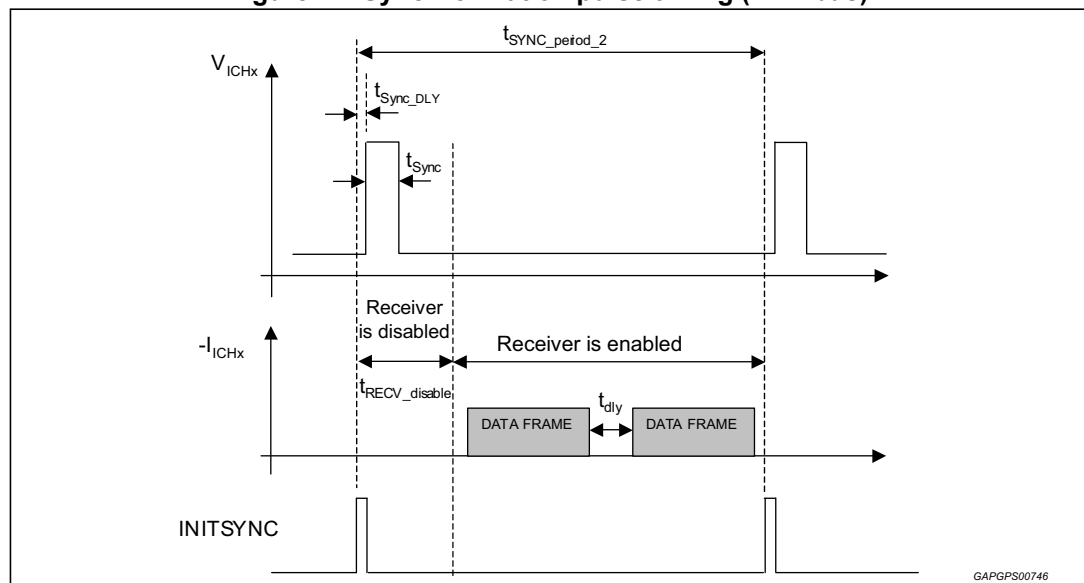 t_SYNC_period_2
V_ICHx
t_Sync_DLY
t_Sync
Receiver
is disabled
Receiver is enabled
-I_ICHx
t_RECV_disable
t_dly
DATA FRAME
DATA FRAME
INITSYNC
GAPGPS00746